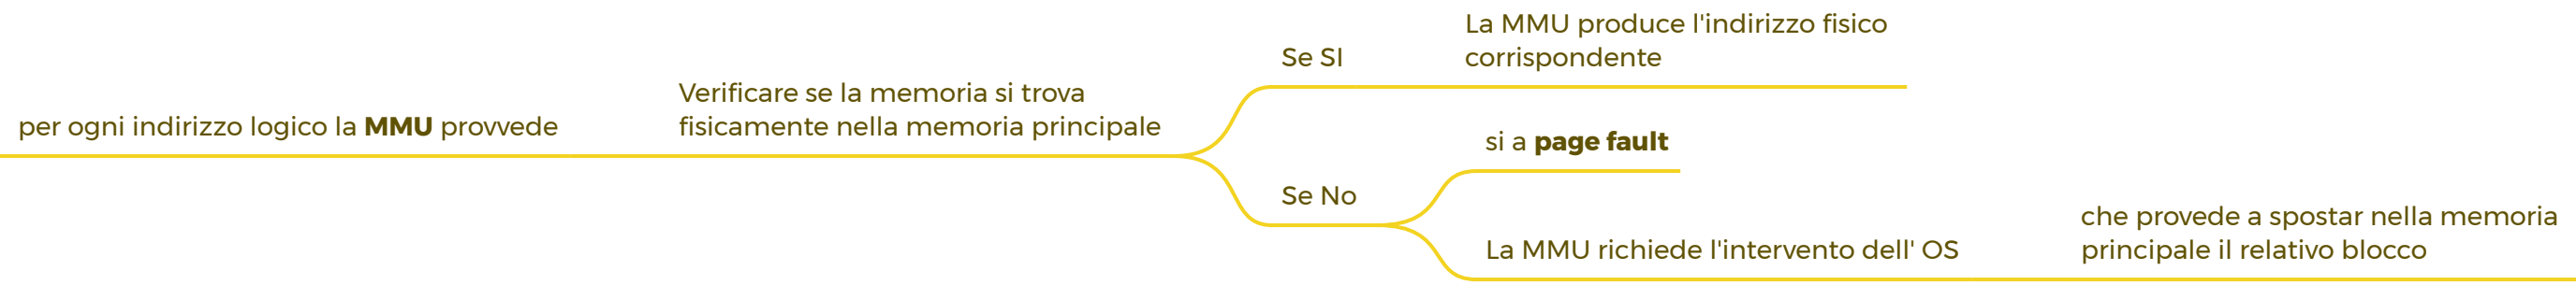 per ogni indirizzo logico la MMU provvede
Verificare se la memoria si trova
fisicamente nella memoria principale
Se SI
La MMU produce l'indirizzo fisico
corrispondente
Se No
si a page fault
La MMU richiede l'intervento dell' OS
che provede a spostar nella memoria
principale il relativo blocco